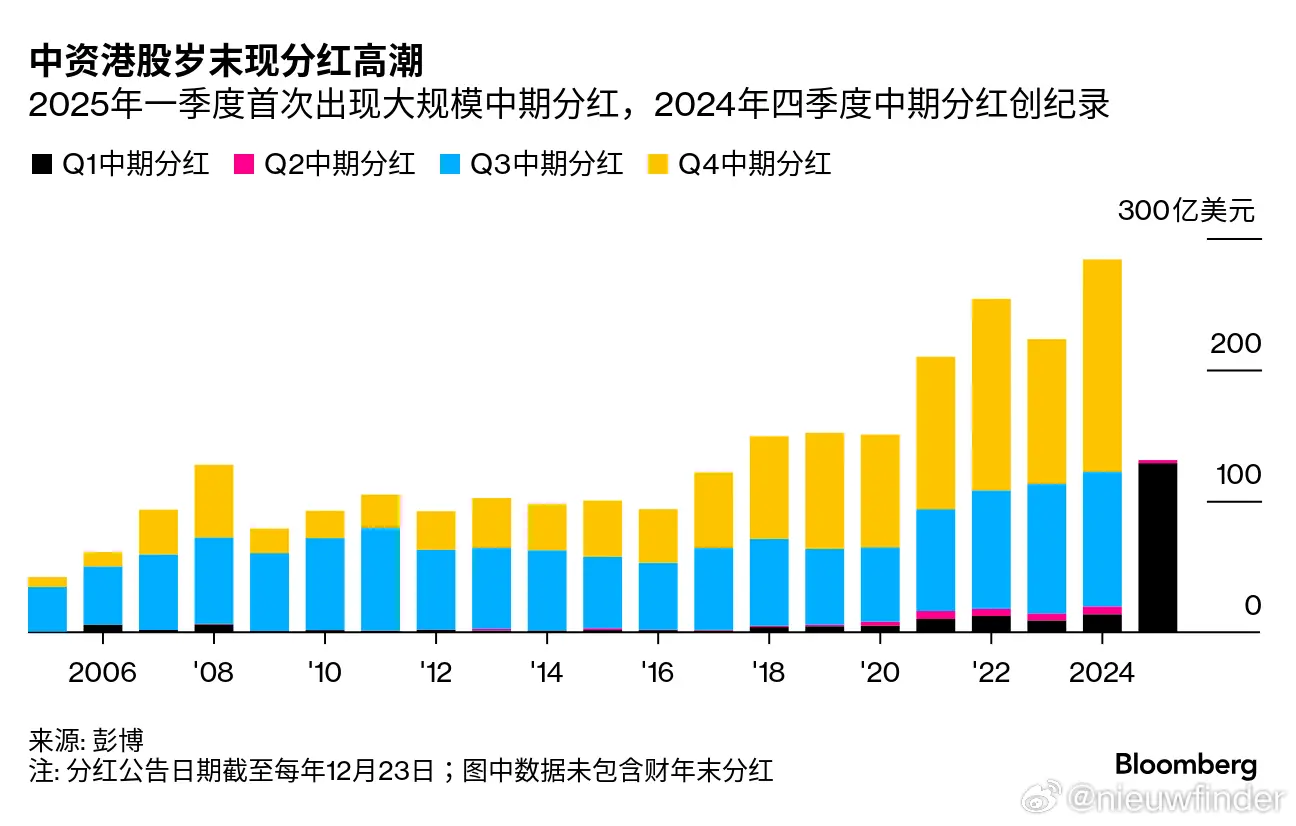 中资港股岁末现分红高潮
2025年一季度首次出现大规模中期分红，2024年四季度中期分红创纪录
Q1中期分红 Q2中期分红 Q3中期分红 Q4中期分红
300亿美元
200
100
0
2006 '08 '10 '12 '14 '16 '18 '20 '22 2024
来源: 彭博
注: 分红公告日期截至每年12月23日；图中数据未包含财年末分红
Bloomberg
@nieuwfinder